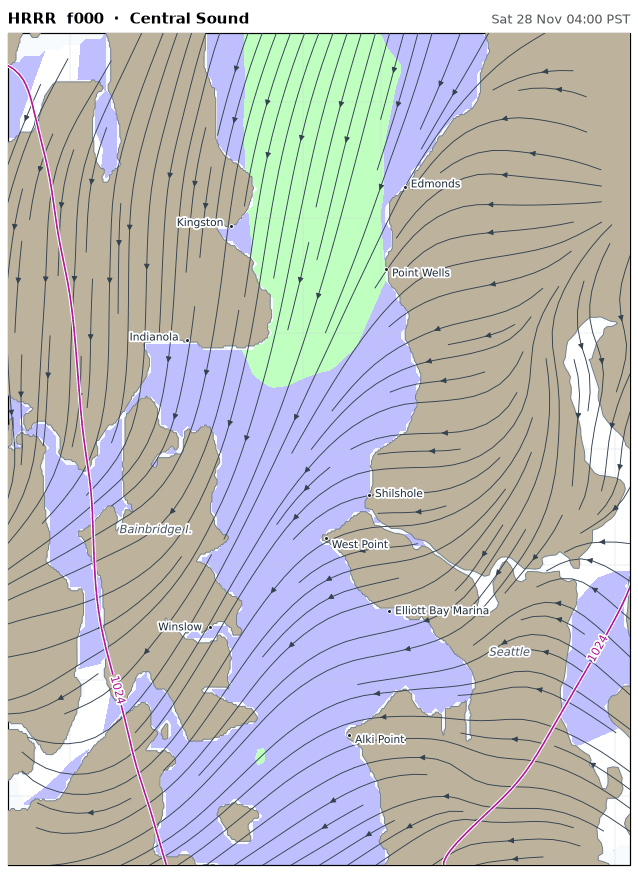 HRRR f000 · Central Sound
Sat 28 Nov 04:00 PST
Edmonds
Kingston
Point Wells
Indianola
Shilshole
Bainbridge I.
West Point
Elliott Bay Marina
Winslow
Seattle
1024
1024
Alki Point